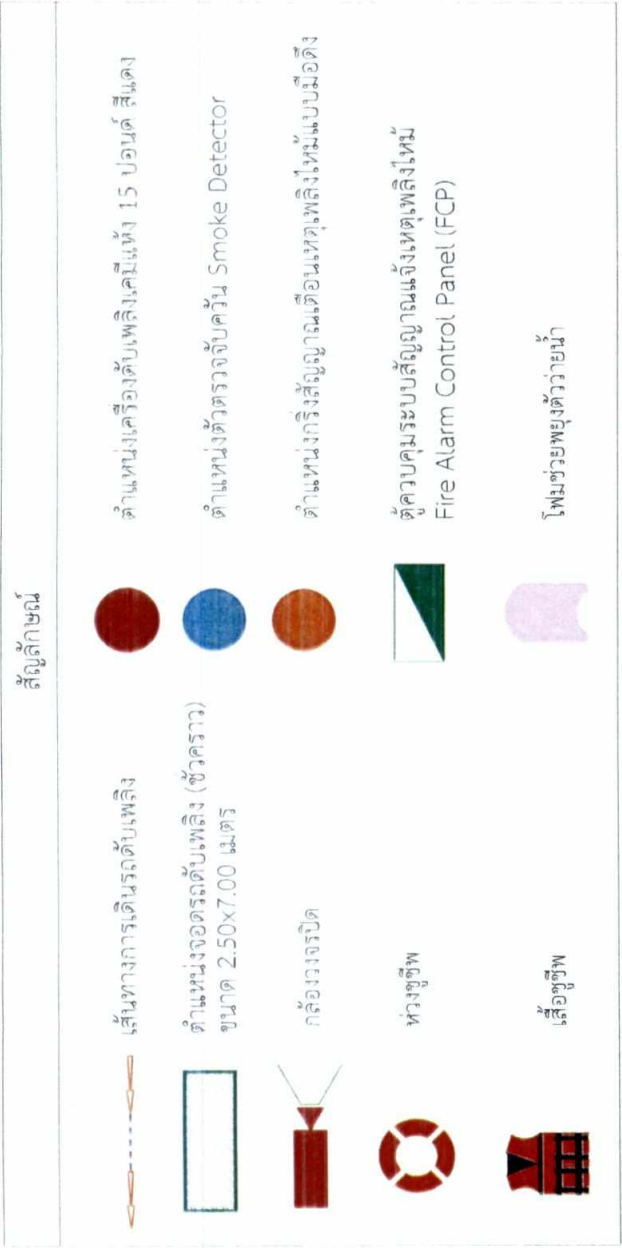 สัญลักษณ์
เส้นทางการเดินรถดับเพลิง
ตำแหน่งจอดรถดับเพลิง (ชั่วคราว)
ขนาด 2.50x7.00 เมตร
กล้องวงจรปิด
ห่วงชูชีพ
เสื้อชูชีพ
ตำแหน่งเครื่องดับเพลิงเคมีแห้ง 15 ปอนด์ สีแดง
ตำแหน่งตัวตรวจจับควัน Smoke Detector
ตำแหน่งกริ่งสัญญาณเตือนเหตุเพลิงไหม้แบบมือดึง
ตู้ควบคุมระบบสัญญาณแจ้งเหตุเพลิงไหม้
Fire Alarm Control Panel (FCP)
โฟมช่วยพยุงตัวว่ายน้ำ